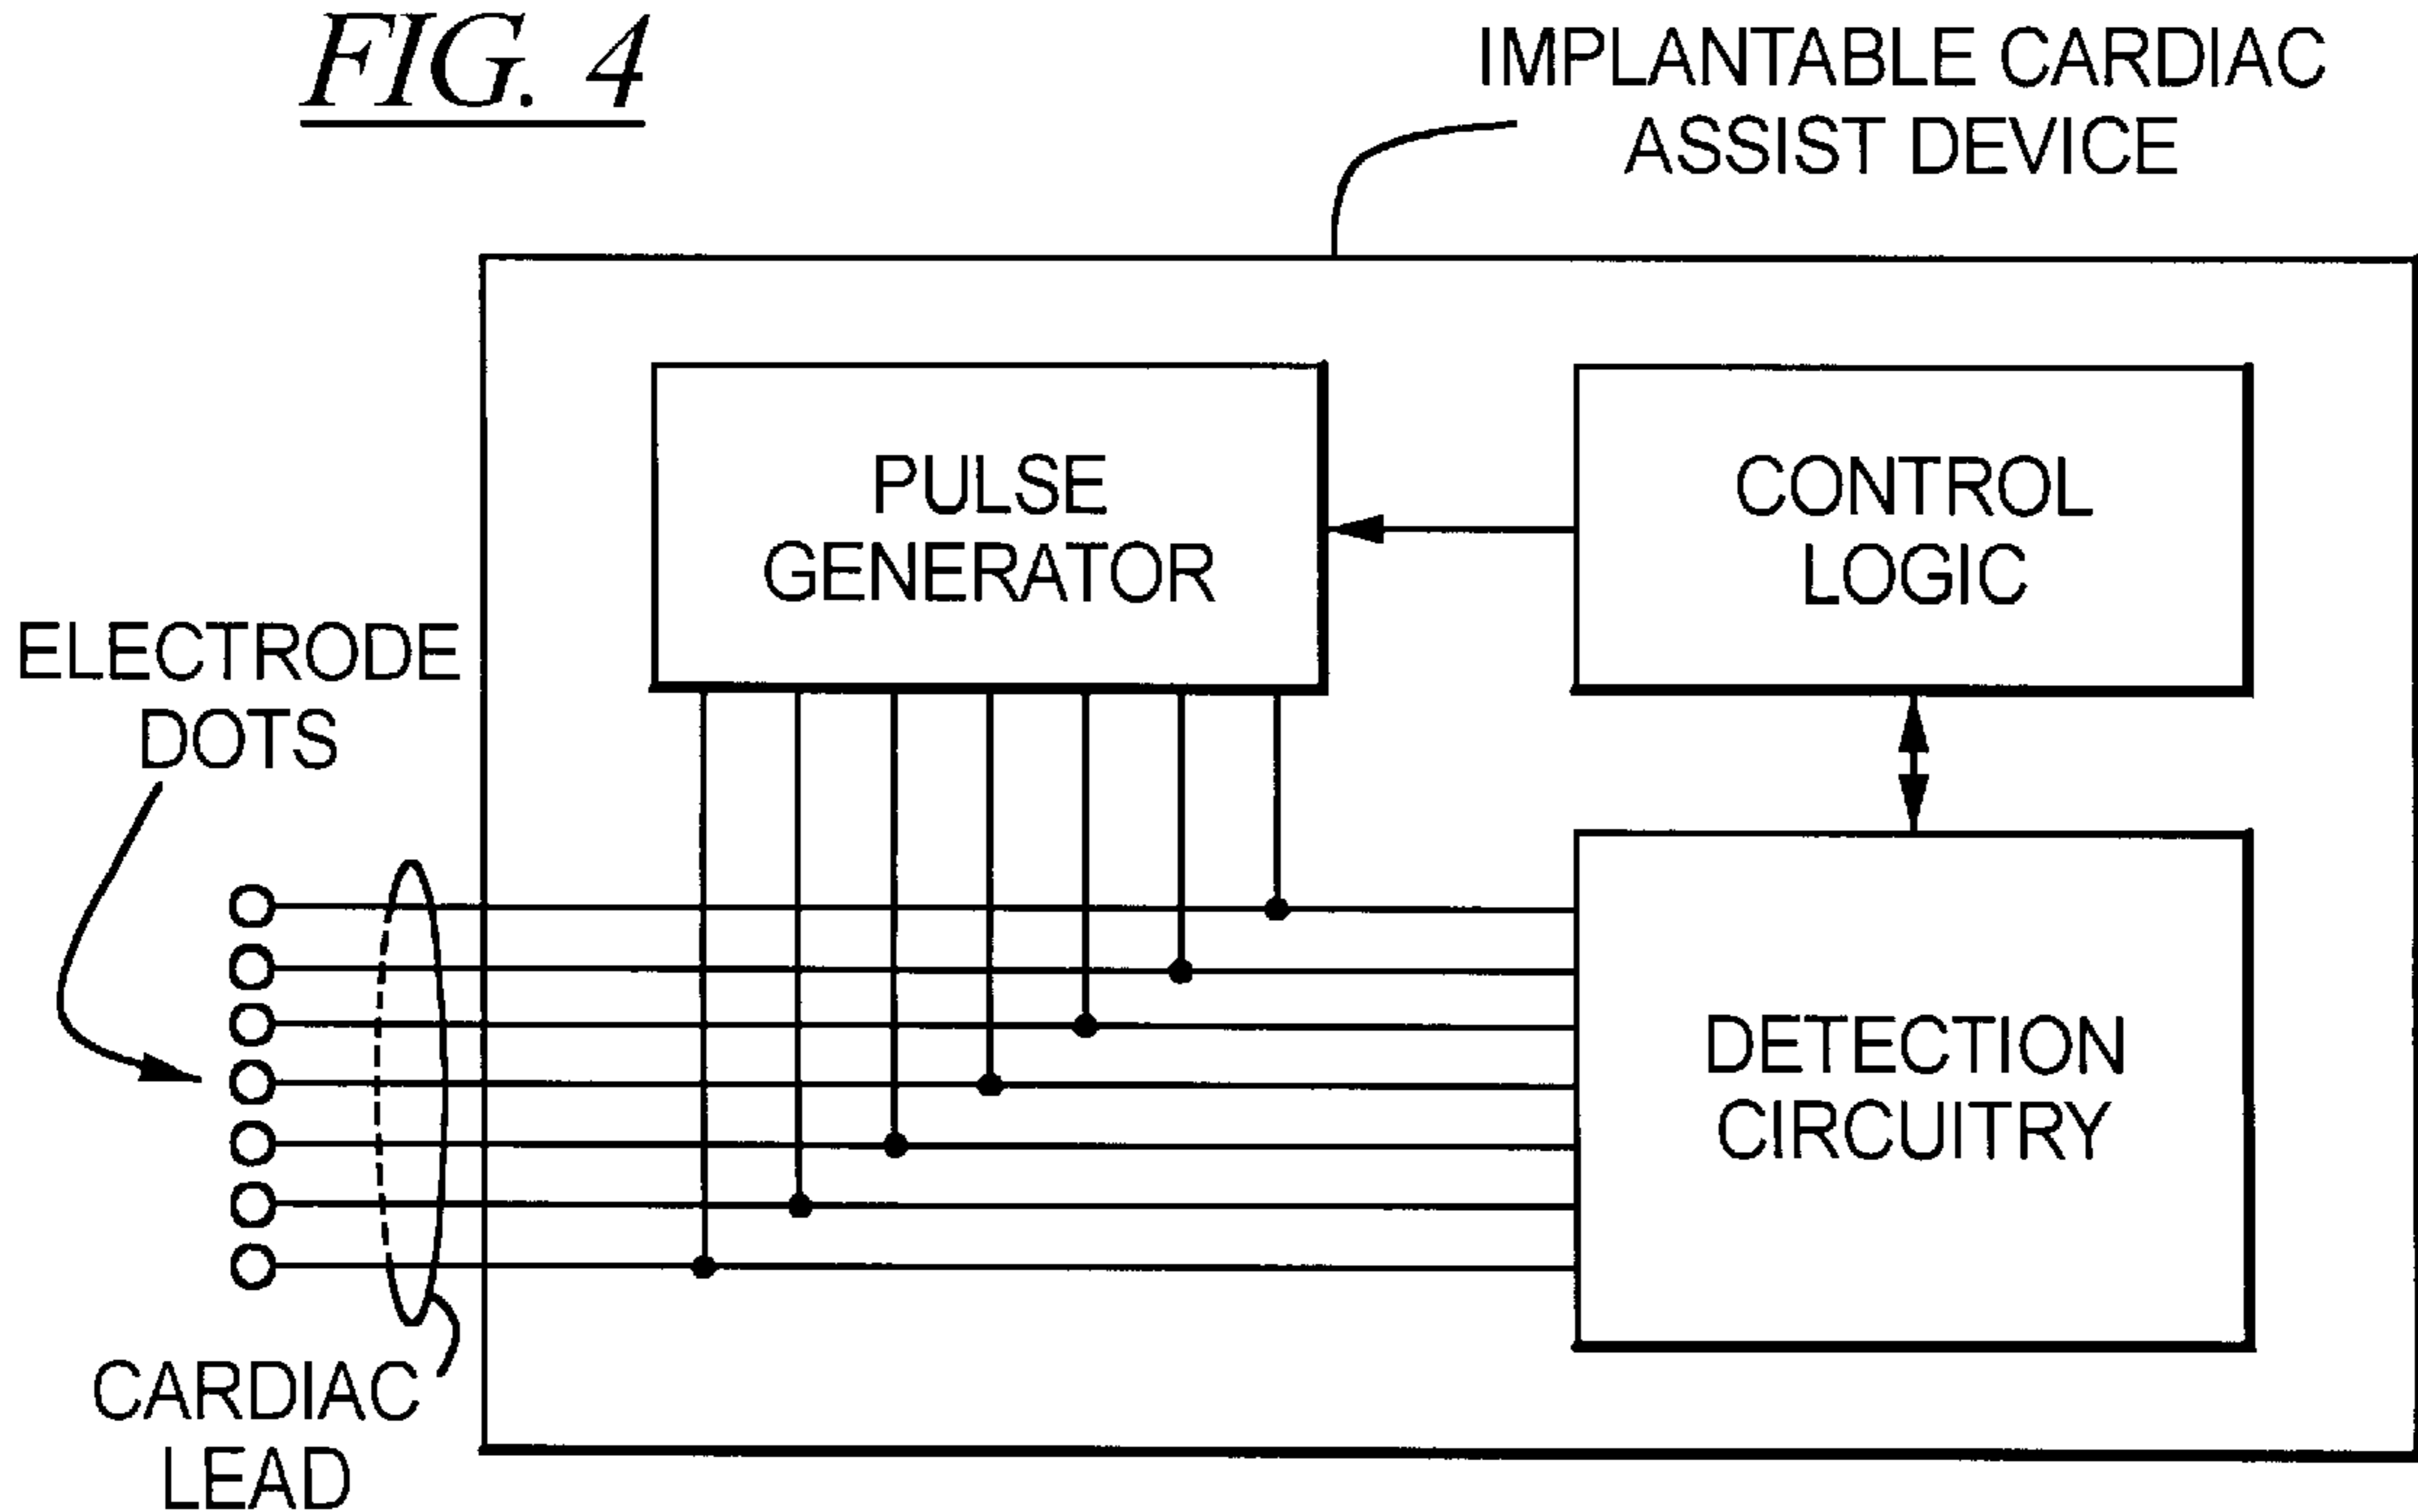 FIG. 4
IMPLANTABLE CARDIAC
ASSIST DEVICE
PULSE
GENERATOR
CONTROL
LOGIC
ELECTRODE
DOTS
DETECTION
CIRCUITRY
CARDIAC
LEAD